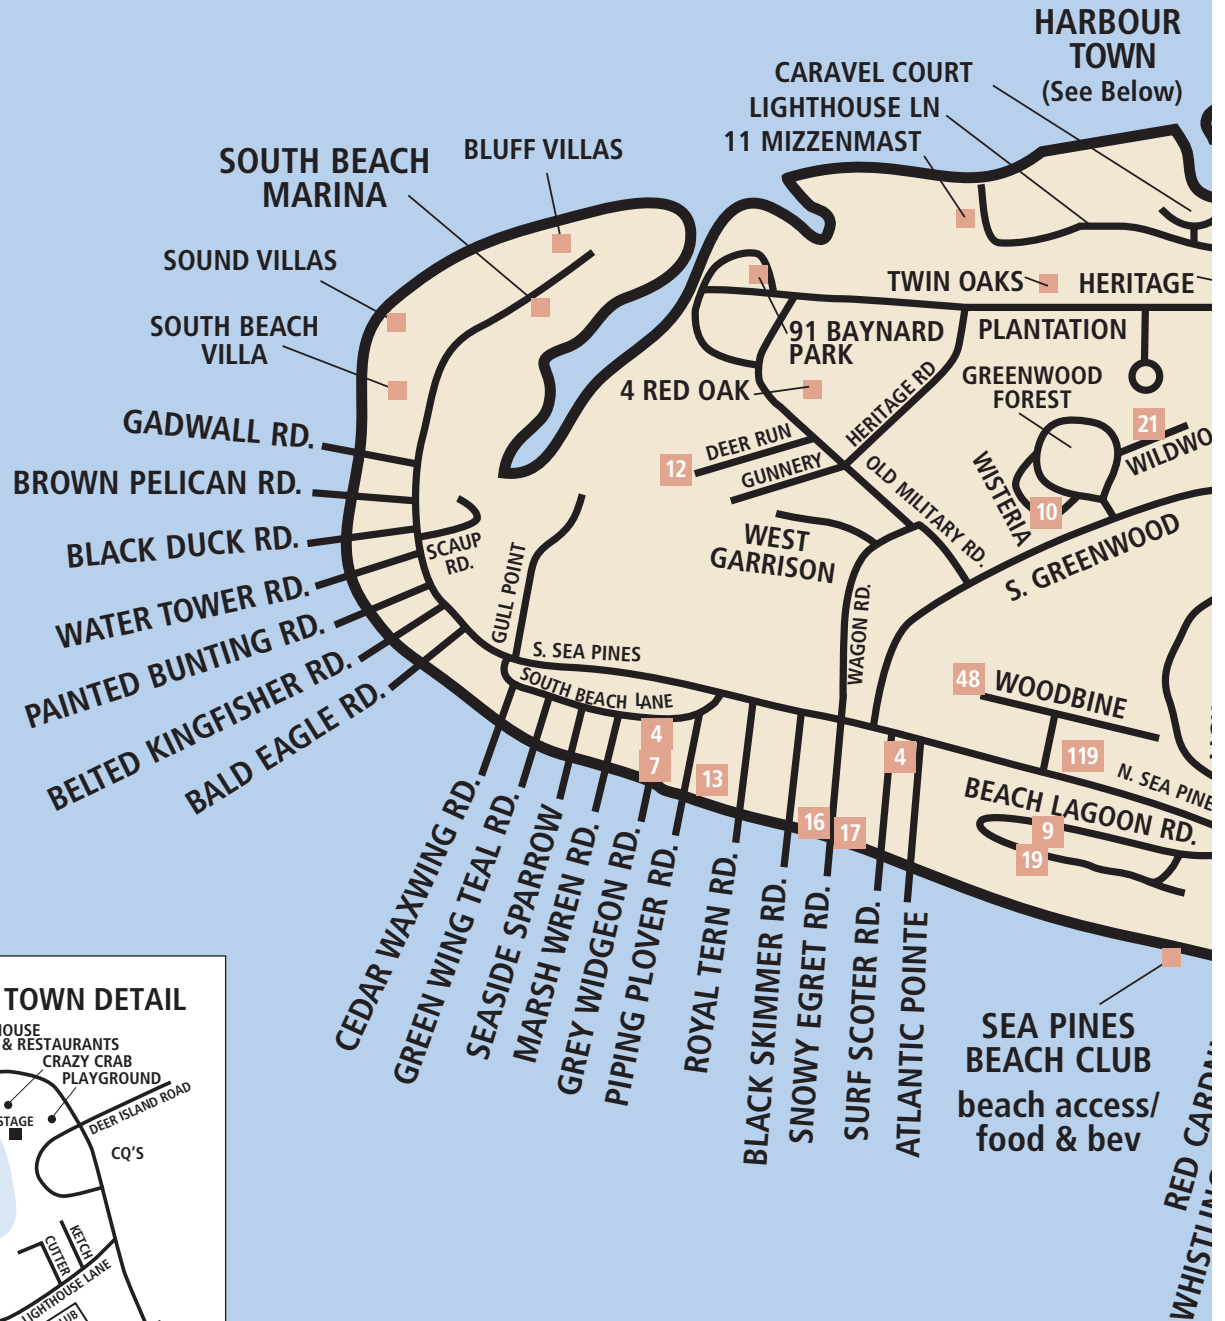 HARBOUR
TOWN
(See Below)
CARAVEL COURT
LIGHTHOUSE LN
11 MIZZENMAST
SOUTH BEACH
MARINA
BLUFF VILLAS
SOUND VILLAS
SOUTH BEACH
VILLA
TWIN OAKS
HERITAGE
91 BAYNARD
PARK
PLANTATION
4 RED OAK
HERITAGE RD
GREENWOOD
FOREST
21
WILDWO
GADWALL RD.
BROWN PELICAN RD.
BLACK DUCK RD.
WATER TOWER RD.
PAINTED BUNTING RD.
BELTED KINGFISHER RD.
BALD EAGLE RD.
DEER RUN
12
GUNNERY
OLD MILITARY RD.
WISTERIA
10
S. GREENWOOD
WEST
GARRISON
SCAUP
RD.
GULL POINT
WAGON RD.
S. SEA PINES
SOUTH BEACH LANE
48
WOODBINE
4
7
13
4
119
N. SEA PINE
BEACH LAGOON RD.
16
17
9
19
CEDAR WAXWING RD.
GREEN WING TEAL RD.
SEASIDE SPARROW
MARSH WREN RD.
GREY WIDGEON RD.
PIPING PLOVER RD.
ROYAL TERN RD.
BLACK SKIMMER RD.
SNOWY EGRET RD.
SURF SCOTER RD.
ATLANTIC POINTE
SEA PINES
BEACH CLUB
beach access/
food & bev
RED CARDIN
WHISTLING
TOWN DETAIL
HOUSE
& RESTAURANTS
CRAZY CRAB
PLAYGROUND
STAGE
DEER ISLAND ROAD
CQ'S
KETCH
CUTTER
LIGHTHOUSE LANE
LUB